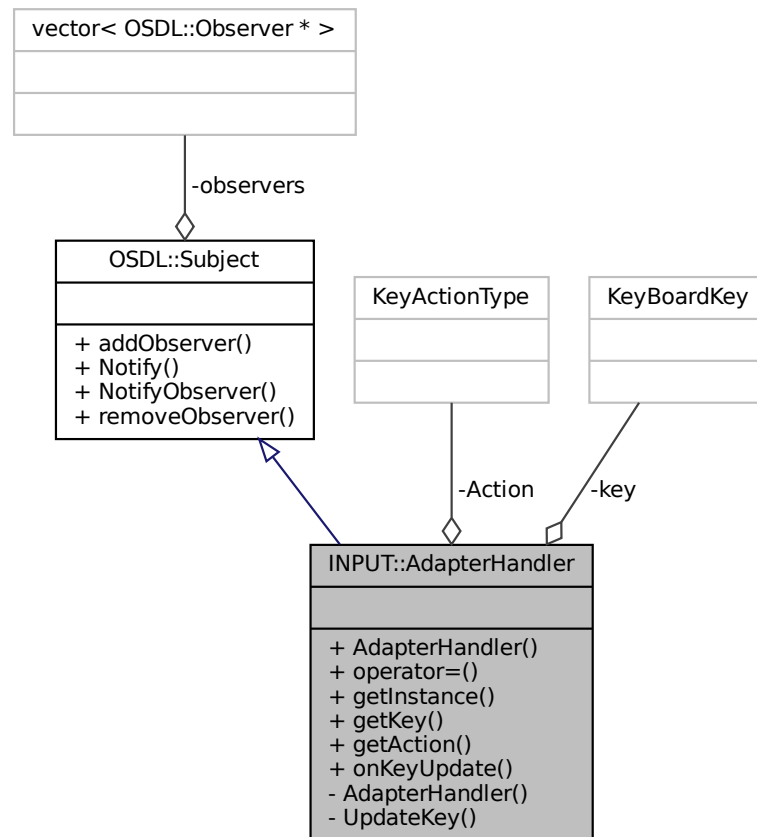 vector< OSDL::Observer * >
-observers
OSDL::Subject
+ addObserver()
+ Notify()
+ NotifyObserver()
+ removeObserver()
KeyActionType
KeyBoardKey
-Action
-key
INPUT::AdapterHandler
+ AdapterHandler()
+ operator=()
+ getInstance()
+ getKey()
+ getAction()
+ onKeyUpdate()
- AdapterHandler()
- UpdateKey()